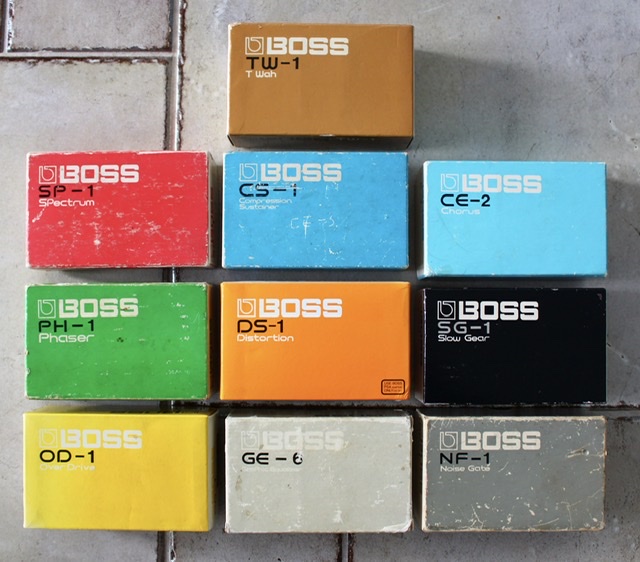 BOSS
TW-1
T Wah
BOSS
SP-1
SPectrum
BOSS
CS-1
Compression
Sustainer
BOSS
CE-2
Chorus
BOSS
PH-1
Phaser
BOSS
DS-1
Distortion
BOSS
SG-1
Slow Gear
BOSS
OD-1
Over Drive
BOSS
GE-6
BOSS
NF-1
Noise Gate